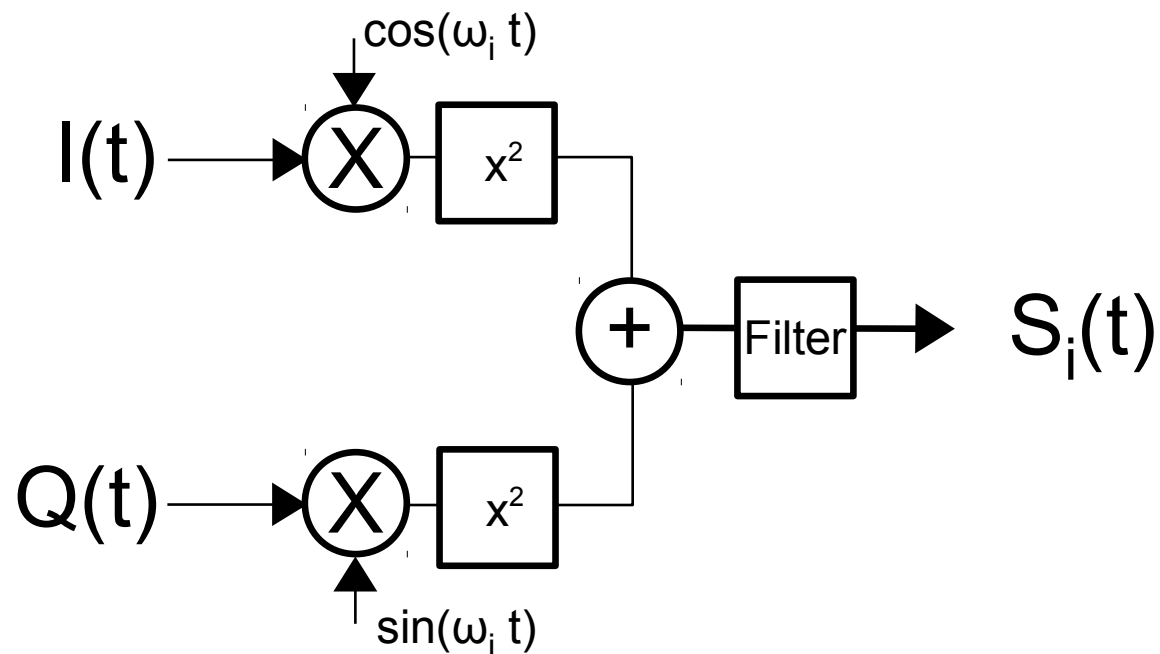 cos(ωᵢ t)
I(t)
X
x²
+
Filter
Sᵢ(t)
Q(t)
X
x²
sin(ωᵢ t)